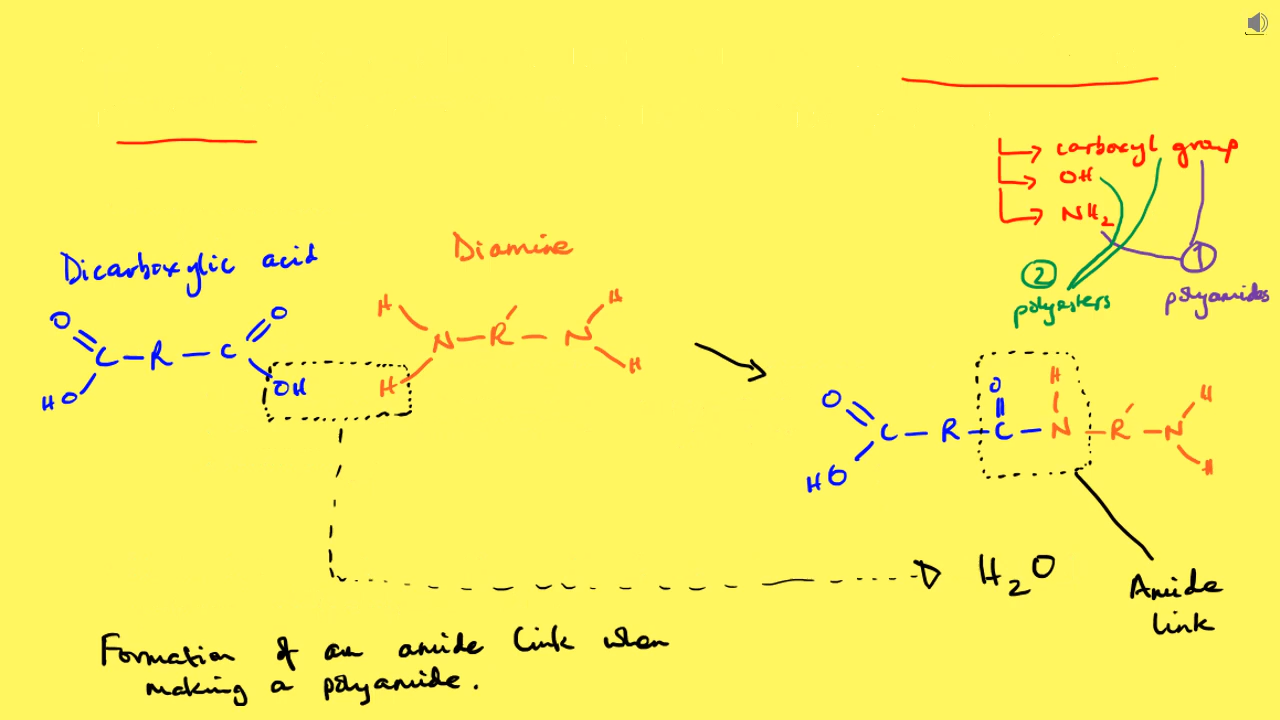 carboxyl group
OH
NH2
Dicarboxylic acid
Diamine
2
1
polyesters
polyamides
O
O
H
H
C - R - C
N - R' - N
HO
OH
H
H
O
O
H
H
C - R - C - N - R' - N
HO
H
H2O
Amide
link
Formation of an amide link when
making a polyamide.